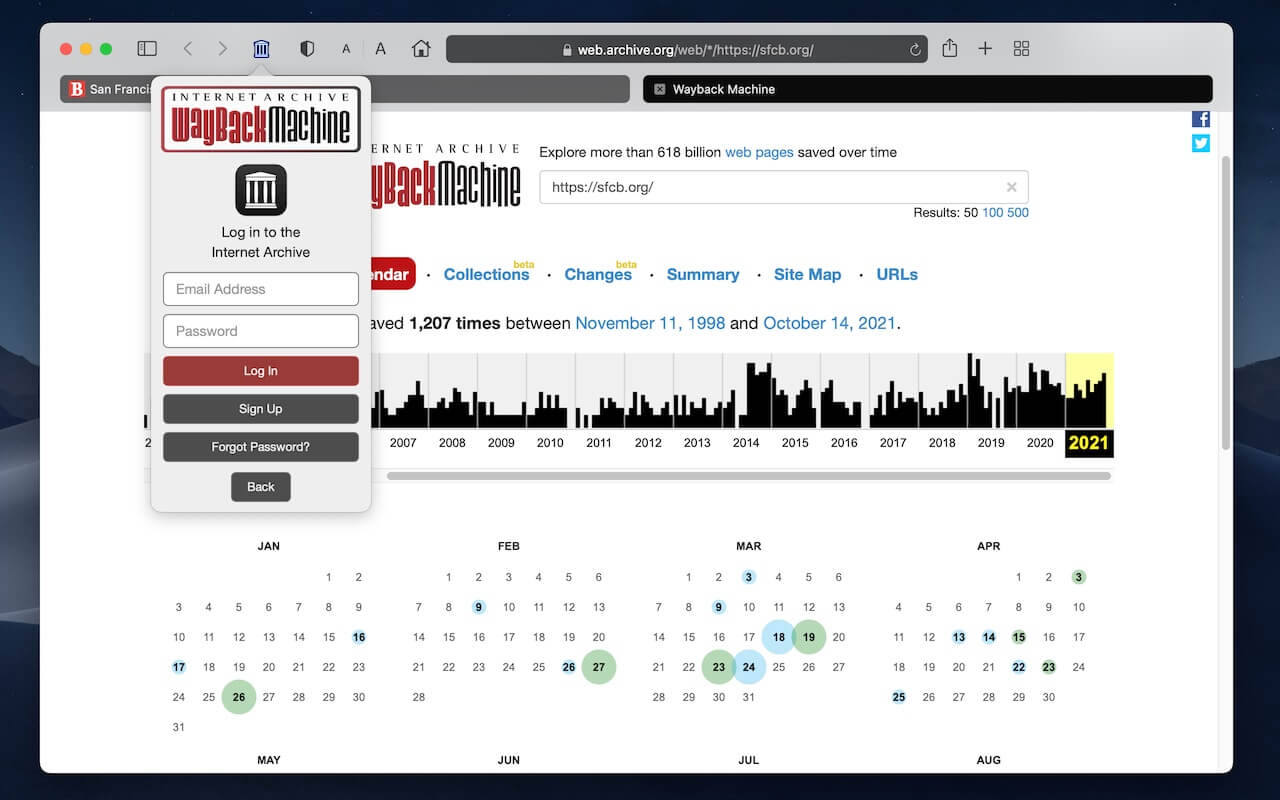 A A web.archive.org/web/*/https://sfcb.org/
B San Francis
Wayback Machine
INTERNET ARCHIVE
WayBackMachine
Log in to the
Internet Archive
Email Address
Password
Log In
Sign Up
Forgot Password?
Back
ERNET ARCHIVE
yBackMachine
Explore more than 618 billion web pages saved over time
https://sfcb.org/
Results: 50 100 500
endar · Collections beta · Changes beta · Summary · Site Map · URLs
aved 1,207 times between November 11, 1998 and October 14, 2021.
2 2007 2008 2009 2010 2011 2012 2013 2014 2015 2016 2017 2018 2019 2020 2021
JAN FEB MAR APR
1 2 1 2 3 4 5 6 1 2 3 4 5 6 1 2 3
3 4 5 6 7 8 9 7 8 9 10 11 12 13 7 8 9 10 11 12 13 4 5 6 7 8 9 10
10 11 12 13 14 15 16 14 15 16 17 18 19 20 14 15 16 17 18 19 20 11 12 13 14 15 16 17
17 18 19 20 21 22 23 21 22 23 24 25 26 27 21 22 23 24 25 26 27 18 19 20 21 22 23 24
24 25 26 27 28 29 30 28 28 29 30 31 25 26 27 28 29 30
31
MAY JUN JUL AUG